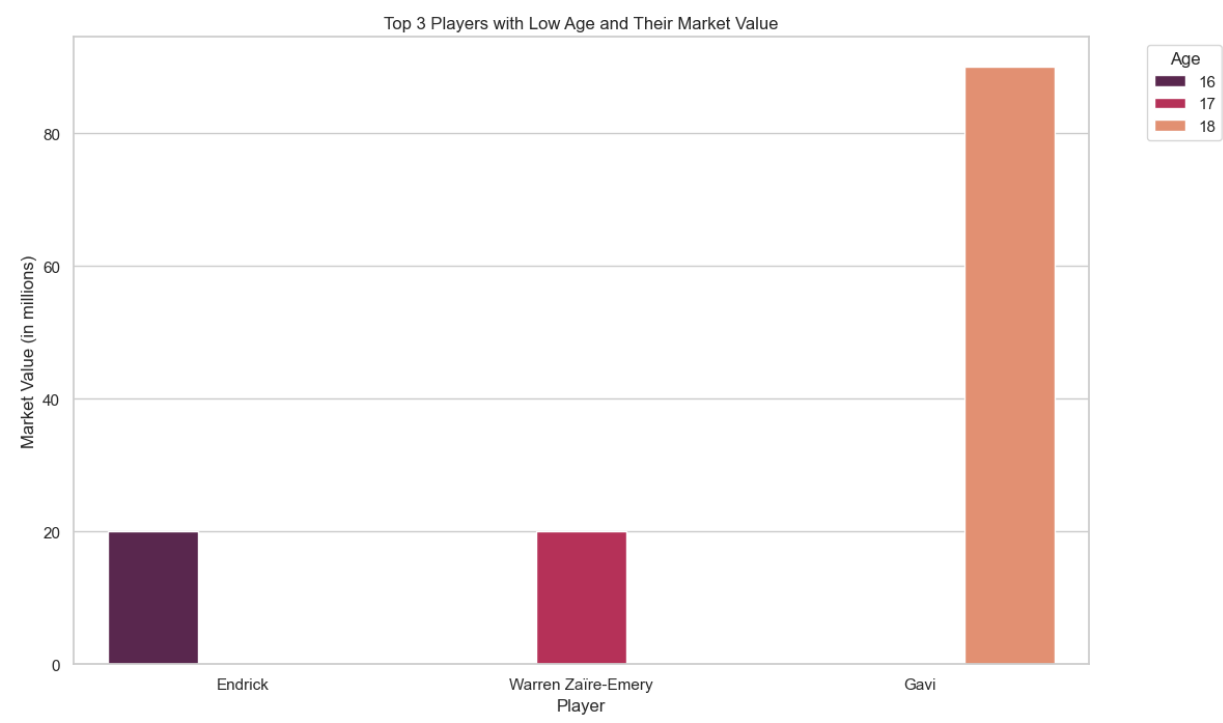 Top 3 Players with Low Age and Their Market Value
Age
16
17
18
Market Value (in millions)
80
60
40
20
0
Endrick
Warren Zaïre-Emery
Gavi
Player